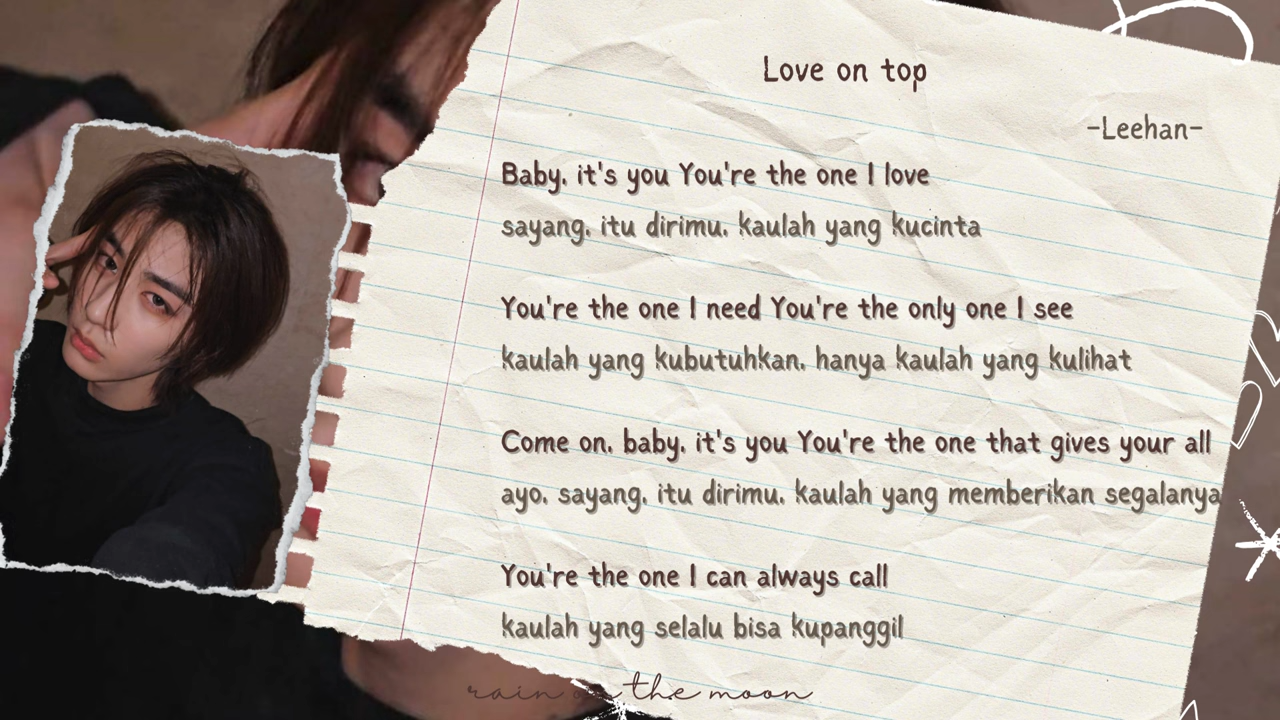 Love on top
-Leehan-
Baby, it's you You're the one I love
sayang, itu dirimu, kaulah yang kucinta
You're the one I need You're the only one I see
kaulah yang kubutuhkan, hanya kaulah yang kulihat
Come on, baby, it's you You're the one that gives your all
ayo, sayang, itu dirimu, kaulah yang memberikan segalanya
You're the one I can always call
kaulah yang selalu bisa kupanggil
rain on the moon